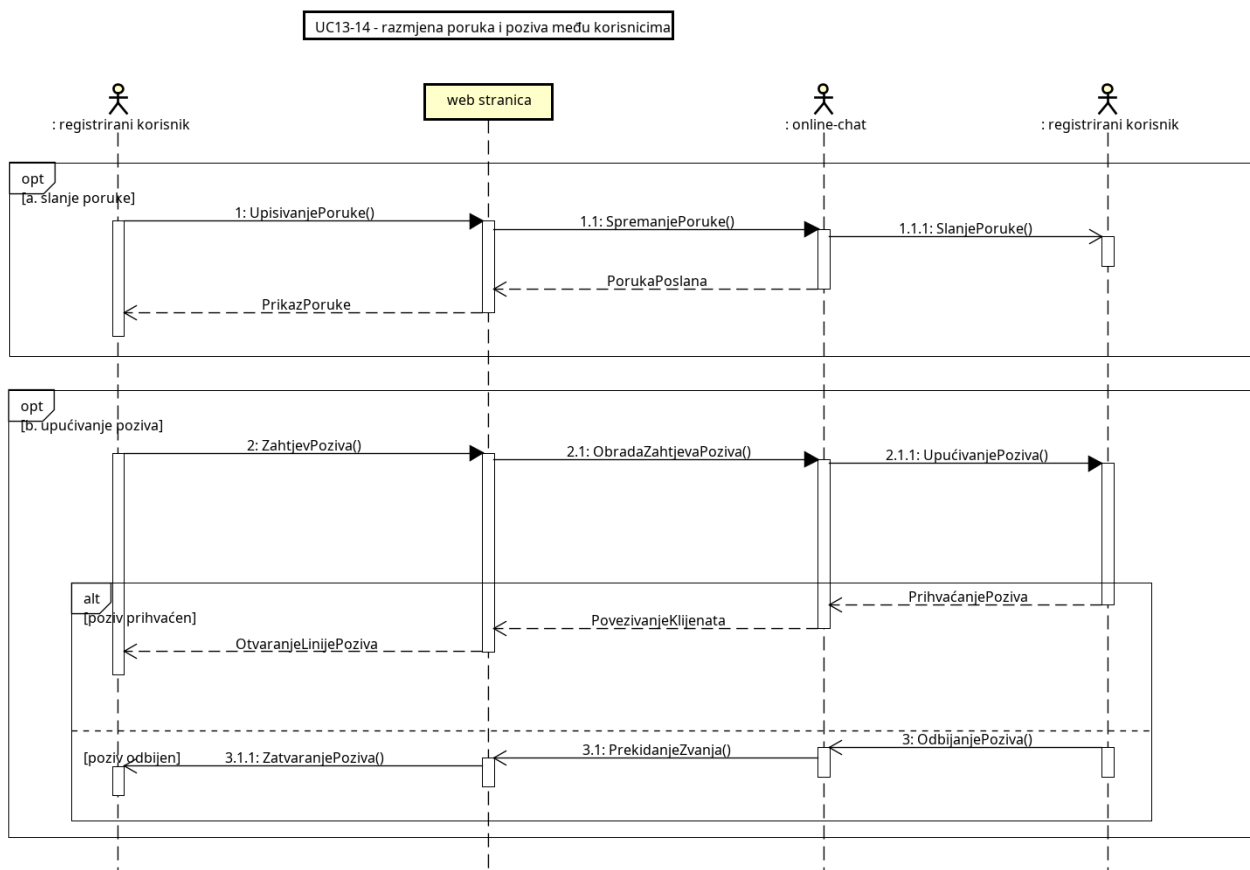 UC13-14 - razmjena poruka i poziva među korisnicima
: registrirani korisnik
web stranica
: online-chat
: registrirani korisnik
opt
[a. slanje poruke]
1: UpisivanjePoruke()
1.1: SpremanjePoruke()
1.1.1: SlanjePoruke()
PorukaPoslana
PrikazPoruke
opt
[b. upućivanje poziva]
2: ZahtjevPoziva()
2.1: ObradaZahtjevaPoziva()
2.1.1: UpućivanjePoziva()
alt
[poziv prihvaćen]
PrihvaćanjePoziva
PovezivanjeKlijenata
OtvaranjeLinijePoziva
[poziv odbijen]
3: OdbijanjePoziva()
3.1: PrekidanjeZvanja()
3.1.1: ZatvaranjePoziva()